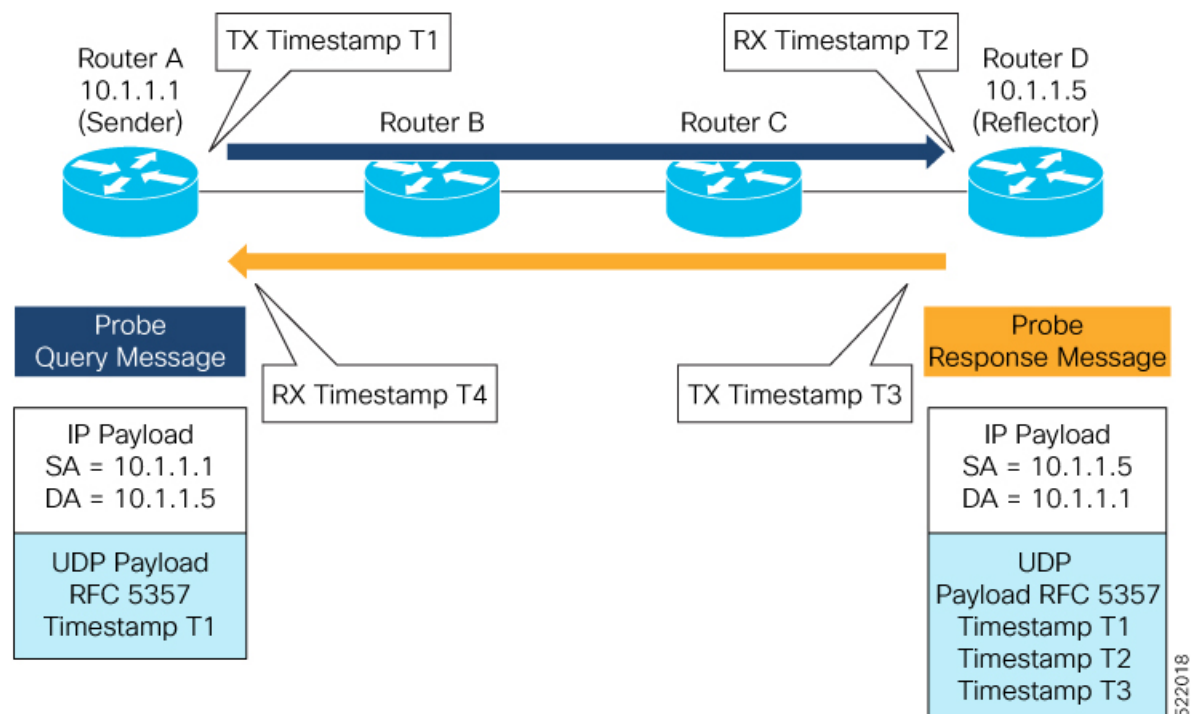 TX Timestamp T1
RX Timestamp T2
Router A
10.1.1.1
(Sender)
Router B
Router C
Router D
10.1.1.5
(Reflector)
Probe
Query Message
RX Timestamp T4
TX Timestamp T3
Probe
Response Message
IP Payload
SA = 10.1.1.1
DA = 10.1.1.5
UDP Payload
RFC 5357
Timestamp T1
IP Payload
SA = 10.1.1.5
DA = 10.1.1.1
UDP
Payload RFC 5357
Timestamp T1
Timestamp T2
Timestamp T3
522018